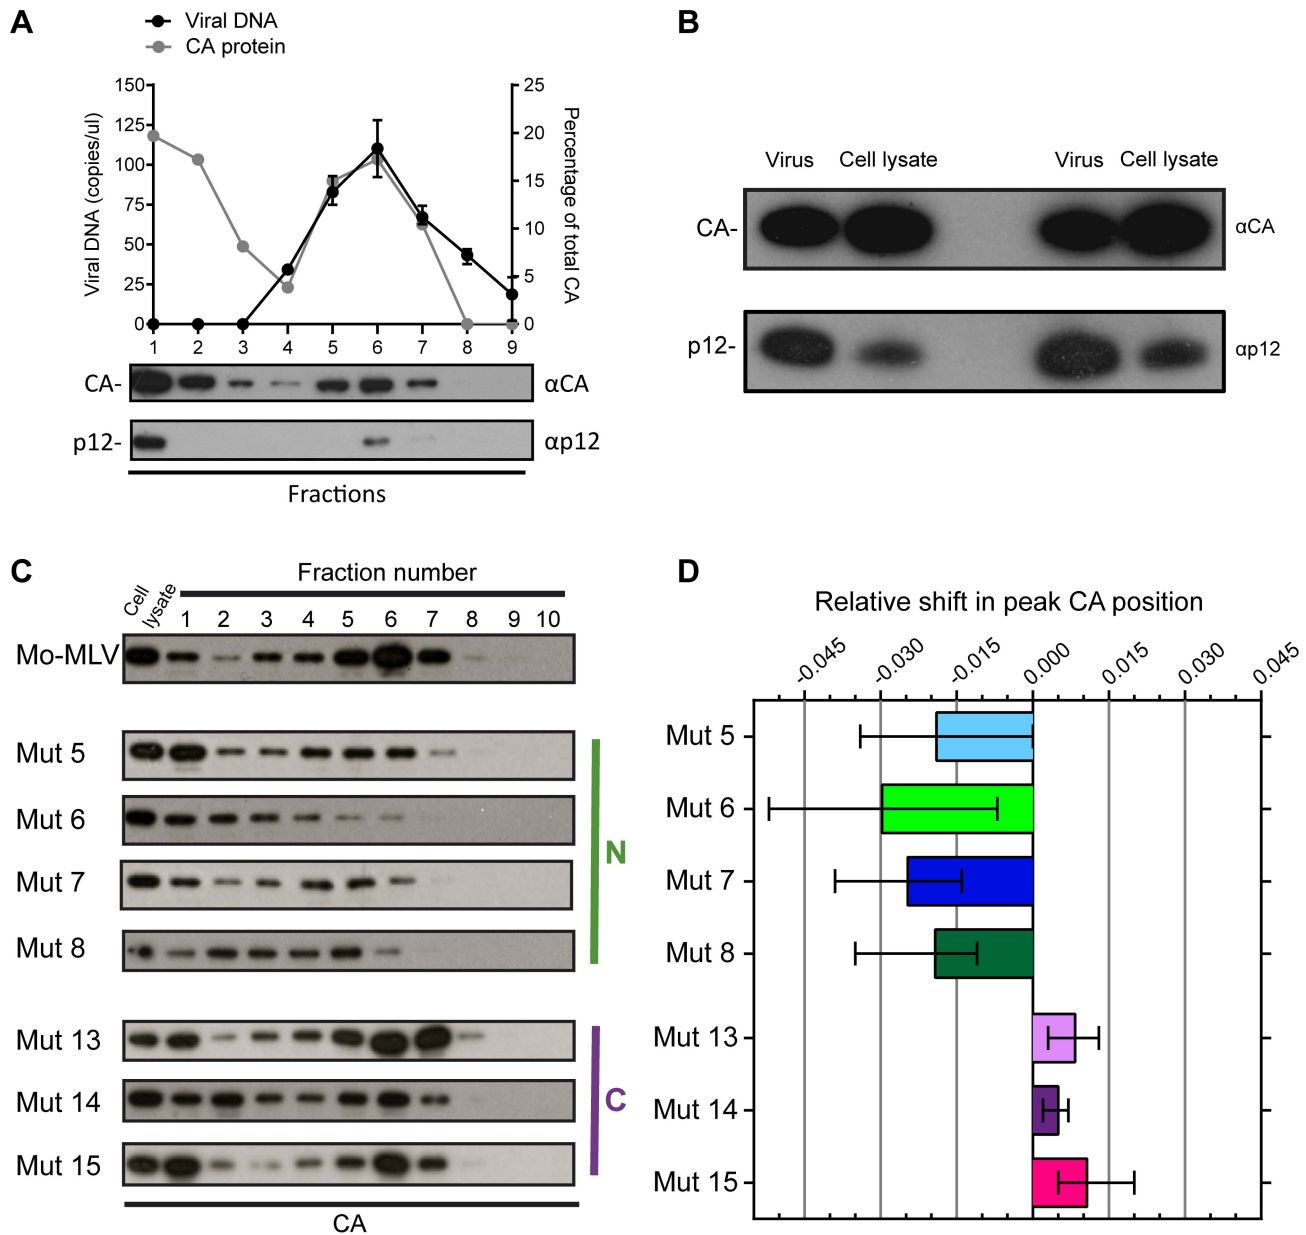 A
Viral DNA
CA protein
150
125
100
75
50
25
0
Viral DNA (copies/ul)
25
20
15
10
5
0
Percentage of total CA
1 2 3 4 5 6 7 8 9
CA- αCA
p12- αp12
Fractions
B
Virus Cell lysate Virus Cell lysate
CA- αCA
p12- αp12
C
Fraction number
Cell
lysate
1 2 3 4 5 6 7 8 9 10
Mo-MLV
Mut 5
Mut 6
Mut 7
Mut 8
N
Mut 13
Mut 14
Mut 15
C
CA
D
Relative shift in peak CA position
-0.045 -0.030 -0.015 0.000 0.015 0.030 0.045
Mut 5
Mut 6
Mut 7
Mut 8
Mut 13
Mut 14
Mut 15